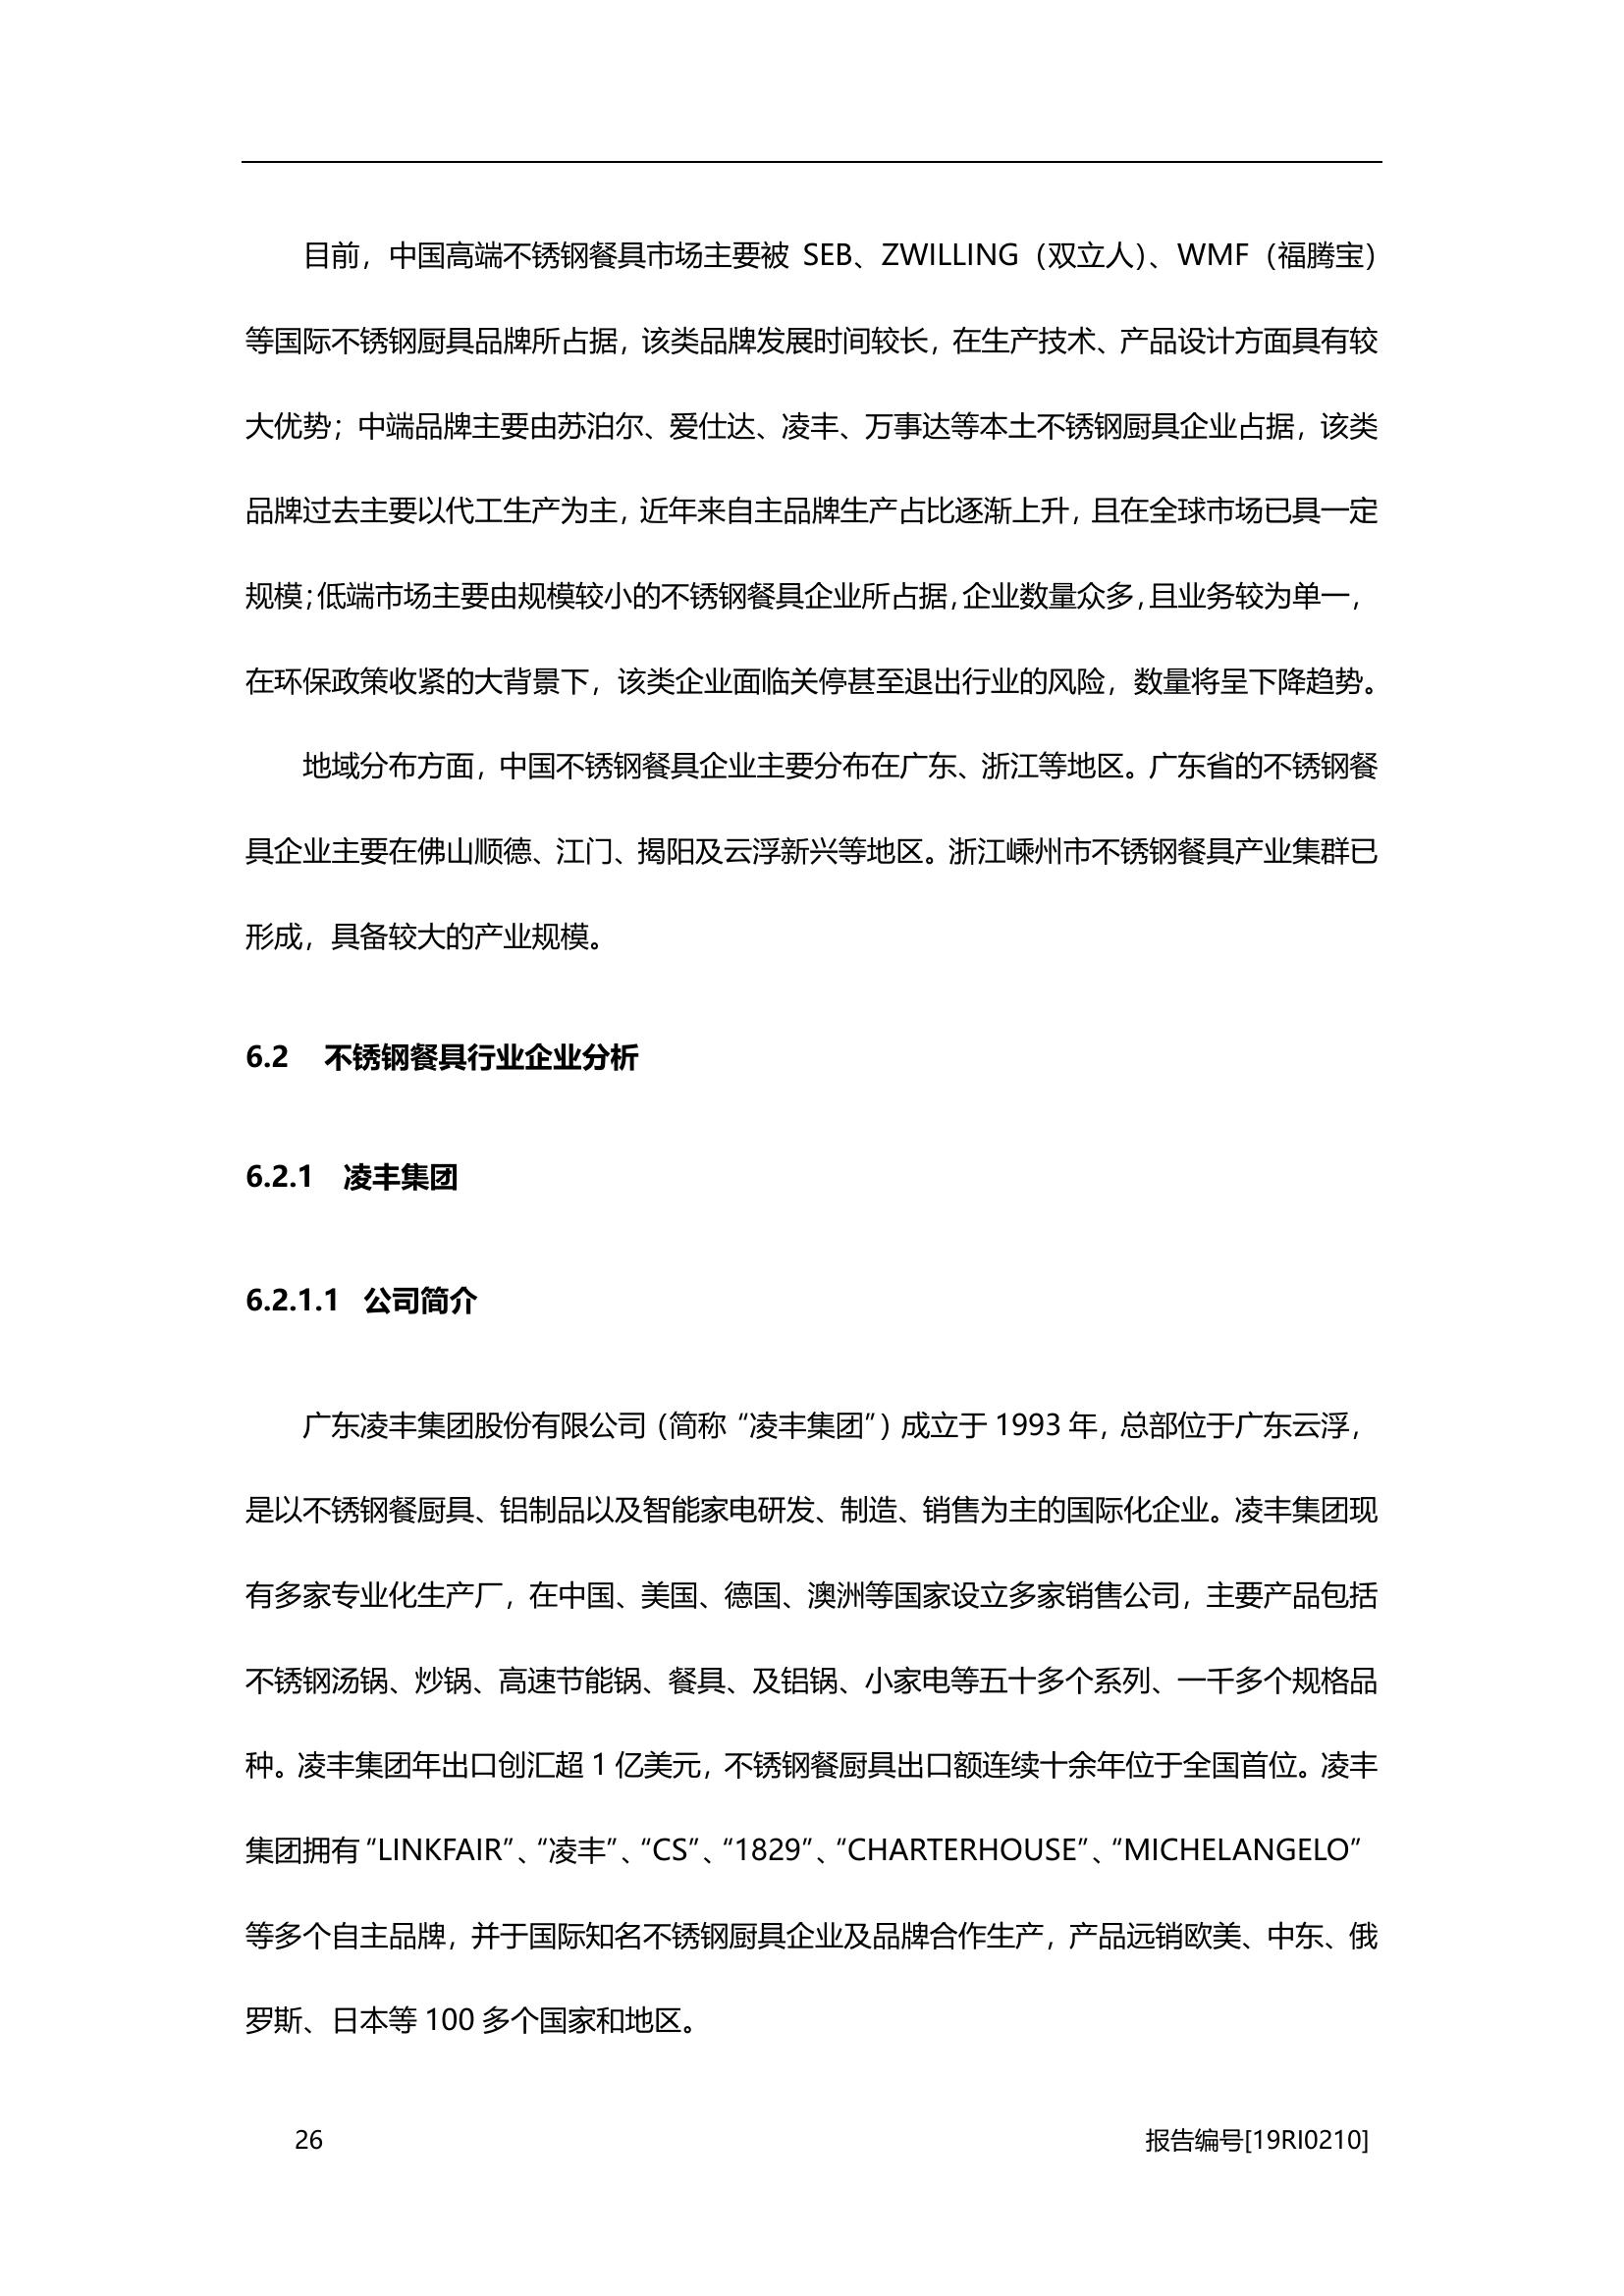 目前，中国高端不锈钢餐具市场主要被 SEB、ZWILLING（双立人）、WMF（福腾宝）
等国际不锈钢厨具品牌所占据，该类品牌发展时间较长，在生产技术、产品设计方面具有较
大优势；中端品牌主要由苏泊尔、爱仕达、凌丰、万事达等本土不锈钢厨具企业占据，该类
品牌过去主要以代工生产为主，近年来自主品牌生产占比逐渐上升，且在全球市场已具一定
规模；低端市场主要由规模较小的不锈钢餐具企业所占据，企业数量众多，且业务较为单一，
在环保政策收紧的大背景下，该类企业面临关停甚至退出行业的风险，数量将呈下降趋势。
地域分布方面，中国不锈钢餐具企业主要分布在广东、浙江等地区。广东省的不锈钢餐
具企业主要在佛山顺德、江门、揭阳及云浮新兴等地区。浙江嵊州市不锈钢餐具产业集群已
形成，具备较大的产业规模。
6.2 不锈钢餐具行业企业分析
6.2.1 凌丰集团
6.2.1.1 公司简介
广东凌丰集团股份有限公司（简称“凌丰集团”）成立于 1993 年，总部位于广东云浮，
是以不锈钢餐厨具、铝制品以及智能家电研发、制造、销售为主的国际化企业。凌丰集团现
有多家专业化生产厂，在中国、美国、德国、澳洲等国家设立多家销售公司，主要产品包括
不锈钢汤锅、炒锅、高速节能锅、餐具、及铝锅、小家电等五十多个系列、一千多个规格品
种。凌丰集团年出口创汇超 1 亿美元，不锈钢餐厨具出口额连续十余年位于全国首位。凌丰
集团拥有“LINKFAIR”、“凌丰”、“CS”、“1829”、“CHARTERHOUSE”、“MICHELANGELO”
等多个自主品牌，并于国际知名不锈钢厨具企业及品牌合作生产，产品远销欧美、中东、俄
罗斯、日本等 100 多个国家和地区。
26 报告编号[19RI0210]